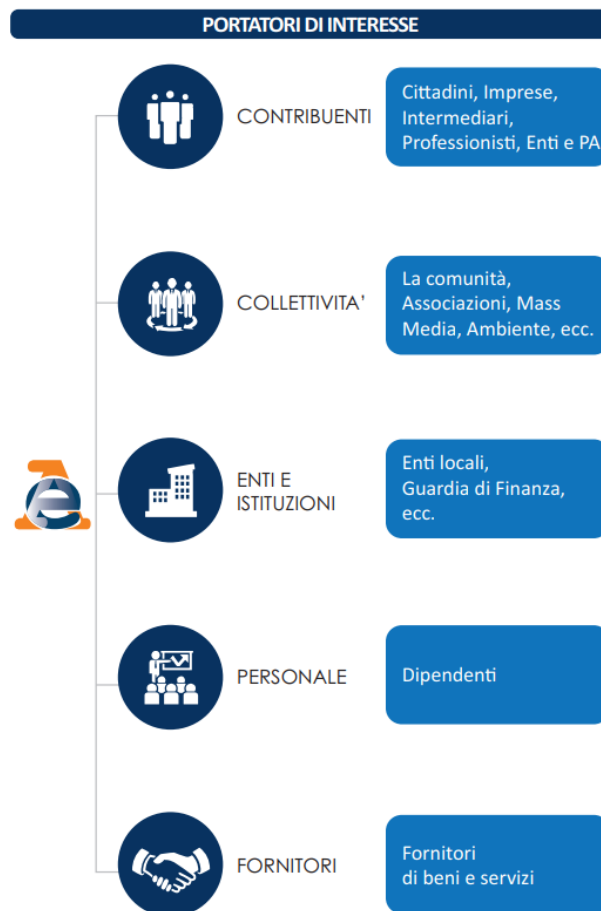 PORTATORI DI INTERESSE
CONTRIBUENTI
Cittadini, Imprese,
Intermediari,
Professionisti, Enti e PA
COLLETTIVITA'
La comunità,
Associazioni, Mass
Media, Ambiente, ecc.
ENTI E
ISTITUZIONI
Enti locali,
Guardia di Finanza,
ecc.
PERSONALE
Dipendenti
FORNITORI
Fornitori
di beni e servizi